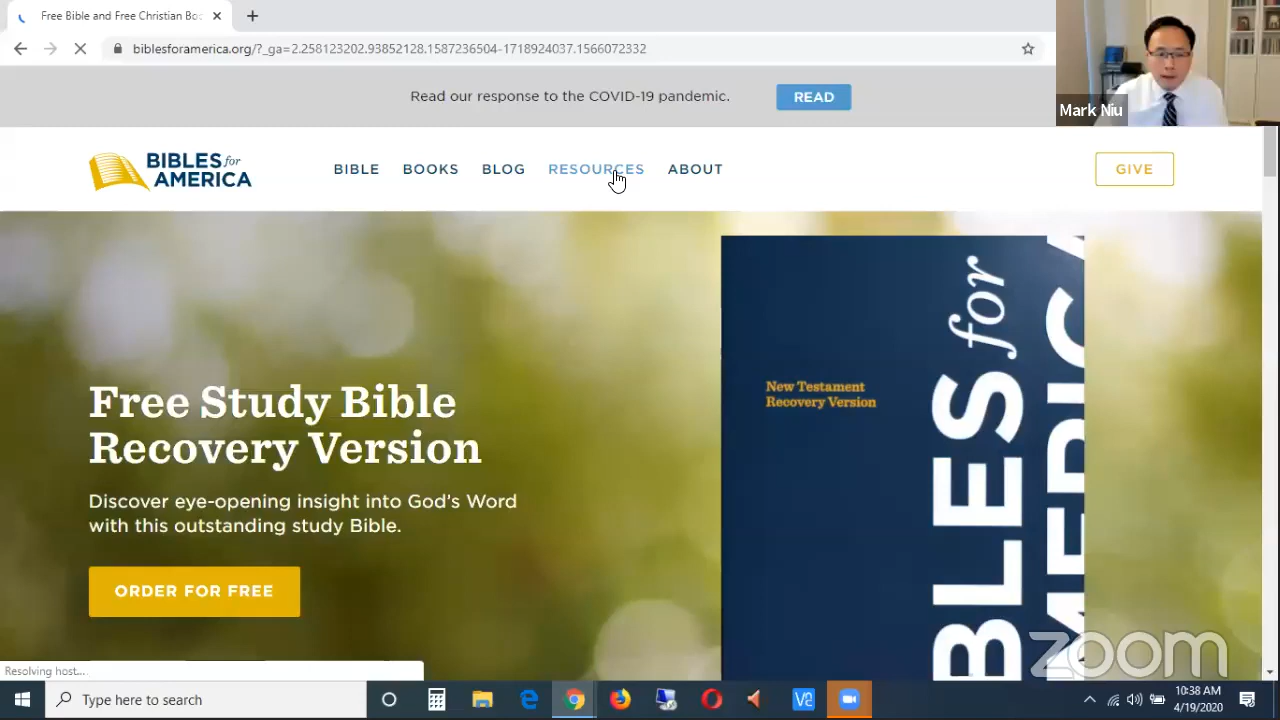 Free Bible and Free Christian Boo
biblesforamerica.org/?_ga=2.258123202.93852128.1587236504-1718924037.1566072332
Mark Niu
Read our response to the COVID-19 pandemic.
READ
BIBLES for
AMERICA
BIBLE
BOOKS
BLOG
RESOURCES
ABOUT
GIVE
Free Study Bible
Recovery Version
Discover eye-opening insight into God's Word
with this outstanding study Bible.
ORDER FOR FREE
New Testament
Recovery Version
BLES for
MERICA
zoom
Resolving host...
Type here to search
10:38 AM
4/19/2020